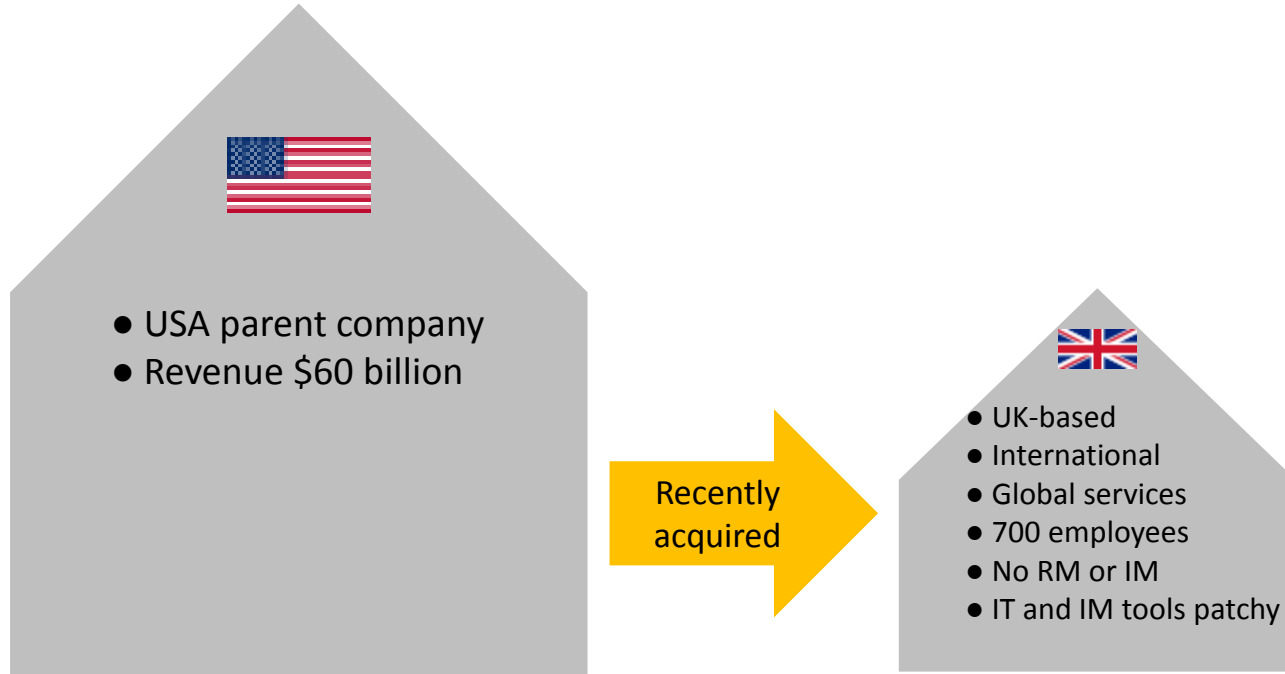 ● USA parent company
● Revenue $60 billion
Recently
acquired
● UK-based
● International
● Global services
● 700 employees
● No RM or IM
● IT and IM tools patchy